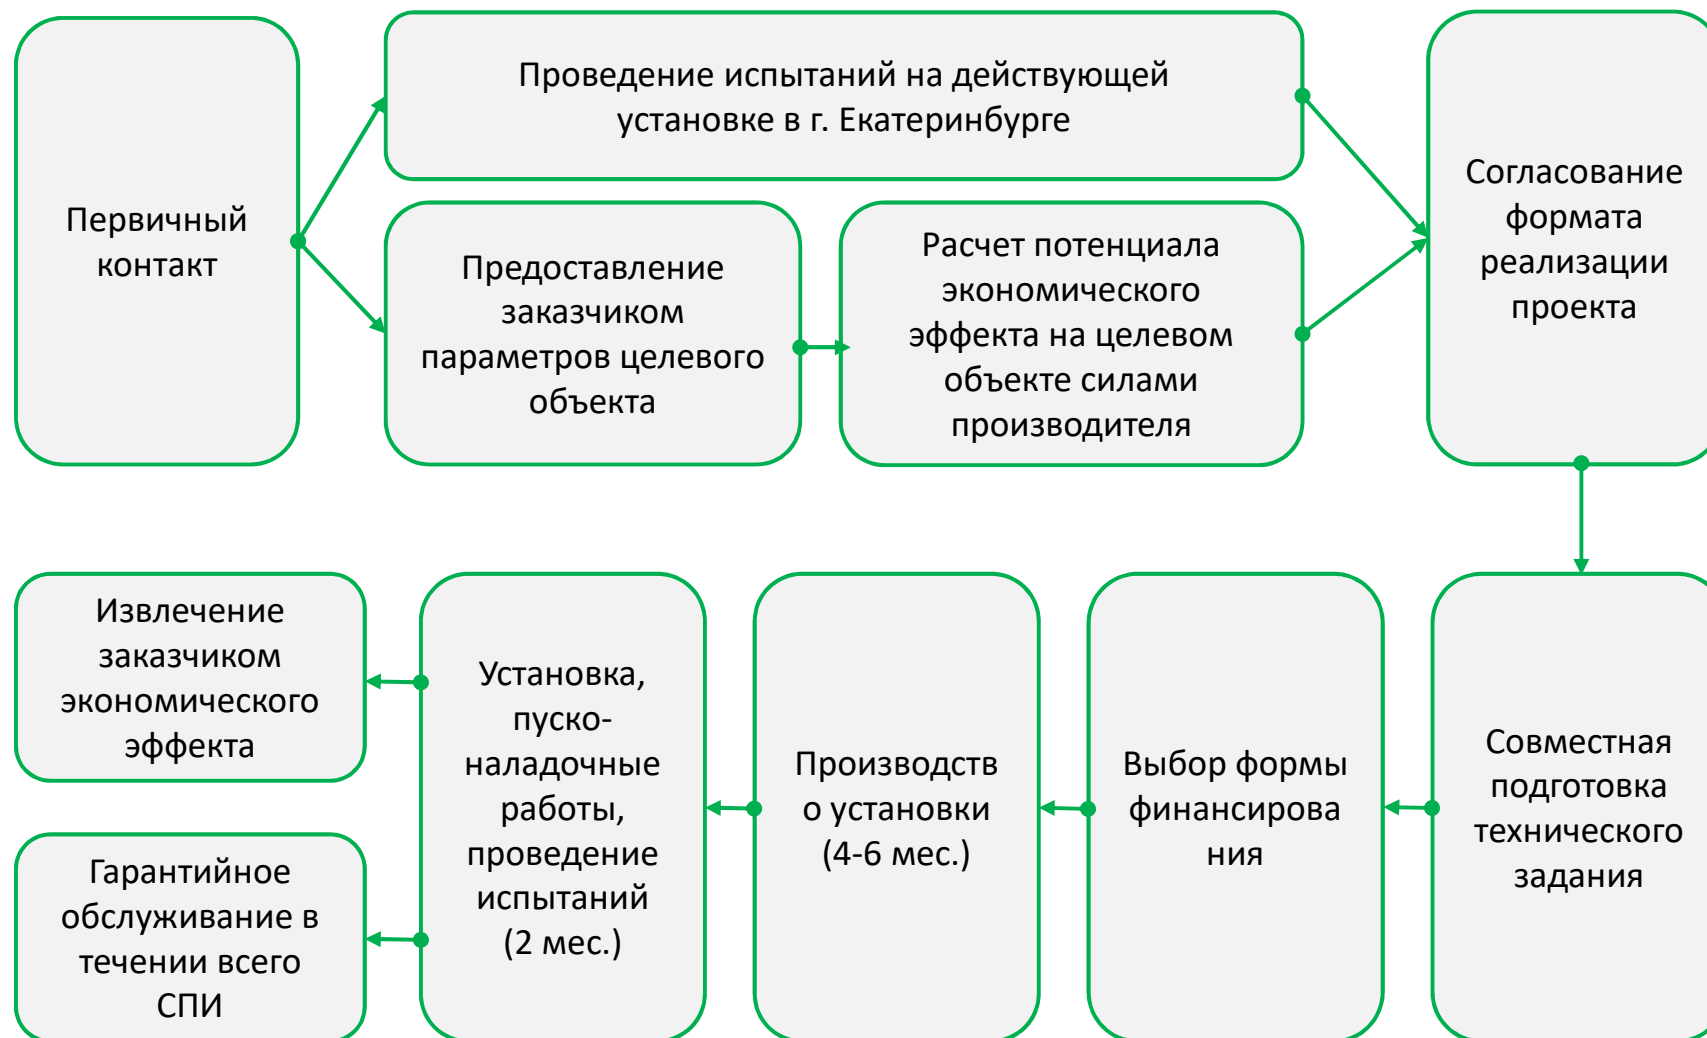 Первичный
контакт
Проведение испытаний на действующей
установке в г. Екатеринбурге
Предоставление
заказчиком
параметров целевого
объекта
Расчет потенциала
экономического
эффекта на целевом
объекте силами
производителя
Согласование
формата
реализации
проекта
Совместная
подготовка
технического
задания
Выбор формы
финансирова
ния
Производств
о установки
(4-6 мес.)
Установка,
пуско-
наладочные
работы,
проведение
испытаний
(2 мес.)
Извлечение
заказчиком
экономического
эффекта
Гарантийное
обслуживание в
течении всего
СПИ